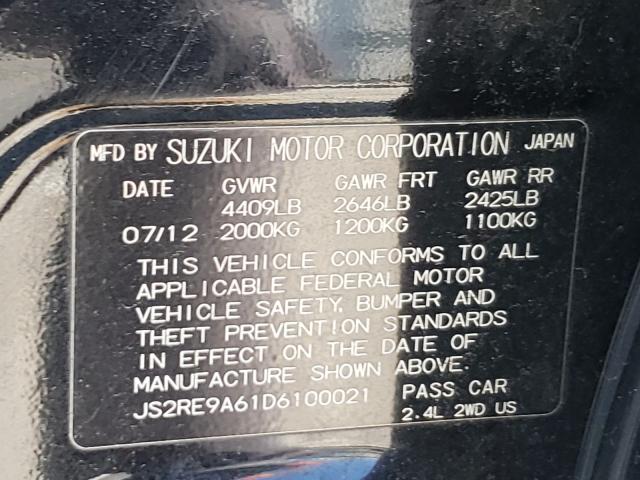 MFD BY SUZUKI MOTOR CORPORATION JAPAN
DATE GVWR GAWR FRT GAWR RR
4409LB 2646LB 2425LB
07/12 2000KG 1200KG 1100KG
THIS VEHICLE CONFORMS TO ALL
APPLICABLE FEDERAL MOTOR
VEHICLE SAFETY, BUMPER AND
THEFT PREVENTION STANDARDS
IN EFFECT ON THE DATE OF
MANUFACTURE SHOWN ABOVE.
JS2RE9A61D6100021 PASS CAR
2.4L 2WD US